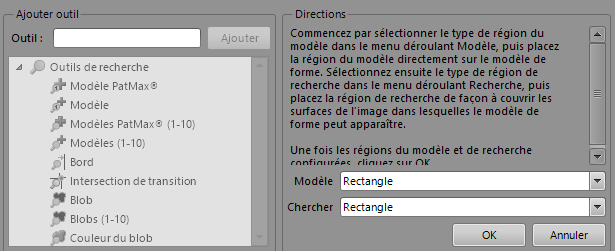 Ajouter outil
Outil :
Ajouter
Outils de recherche
Modèle PatMax®
Modèle
Modèles PatMax® (1-10)
Modèles (1-10)
Bord
Intersection de transition
Blob
Blobs (1-10)
Couleur du blob
Directions
Commencez par sélectionner le type de région du
modèle dans le menu déroulant Modèle, puis placez
la région du modèle directement sur le modèle de
forme. Sélectionnez ensuite le type de région de
recherche dans le menu déroulant Recherche, puis
placez la région de recherche de façon à couvrir les
surfaces de l'image dans lesquelles le modèle de
forme peut apparaître.
Une fois les régions du modèle et de recherche
configurées, cliquez sur OK.
Modèle Rectangle
Chercher Rectangle
OK
Annuler